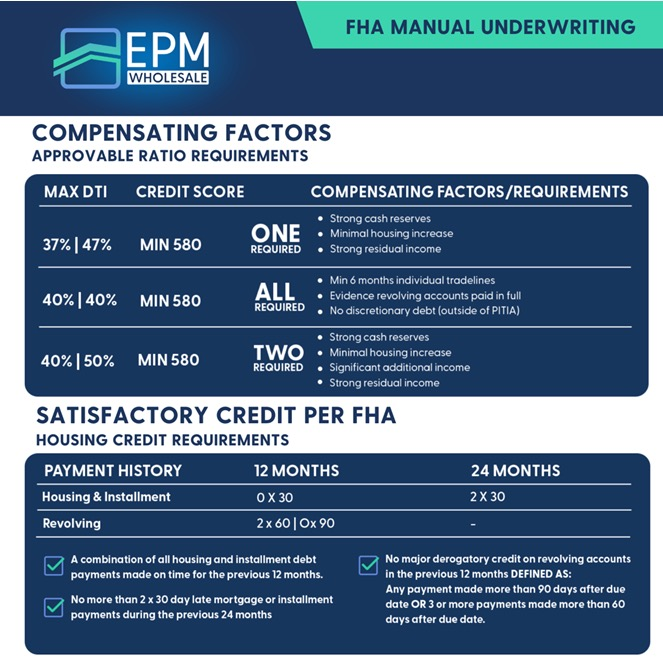 FHA MANUAL UNDERWRITING
EPM
WHOLESALE
COMPENSATING FACTORS
APPROVABLE RATIO REQUIREMENTS
MAX DTI CREDIT SCORE COMPENSATING FACTORS/REQUIREMENTS
37% | 47% MIN 580 ONE REQUIRED
• Strong cash reserves
• Minimal housing increase
• Strong residual income
40% | 40% MIN 580 ALL REQUIRED
• Min 6 months individual tradelines
• Evidence revolving accounts paid in full
• No discretionary debt (outside of PITIA)
40% | 50% MIN 580 TWO REQUIRED
• Strong cash reserves
• Minimal housing increase
• Significant additional income
• Strong residual income
SATISFACTORY CREDIT PER FHA
HOUSING CREDIT REQUIREMENTS
PAYMENT HISTORY 12 MONTHS 24 MONTHS
Housing & Installment 0 X 30 2 X 30
Revolving 2 x 60 | Ox 90 -
A combination of all housing and installment debt
payments made on time for the previous 12 months.
No more than 2 x 30 day late mortgage or installment
payments during the previous 24 months
No major derogatory credit on revolving accounts
in the previous 12 months DEFINED AS:
Any payment made more than 90 days after due
date OR 3 or more payments made more than 60
days after due date.